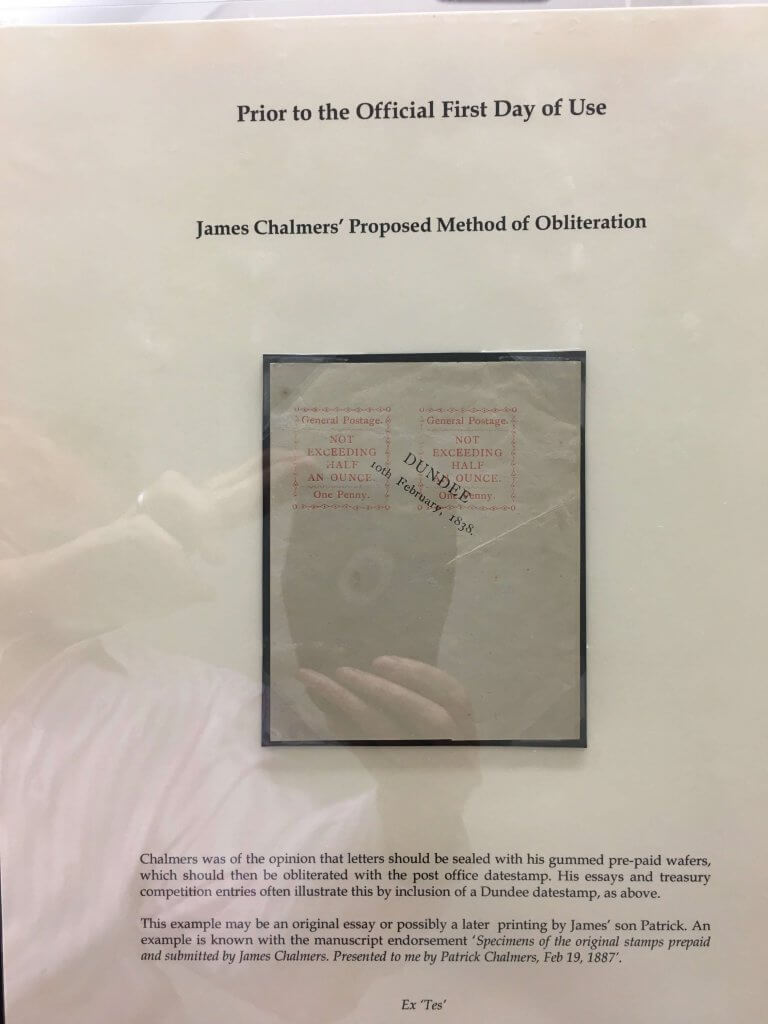 Prior to the Official First Day of Use
James Chalmers' Proposed Method of Obliteration
General Postage.
NOT
EXCEEDING
HALF
AN OUNCE.
One Penny.
General Postage.
NOT
EXCEEDING
HALF
OUNCE.
One Penny.
DUNDEE
10th February, 1838.
Chalmers was of the opinion that letters should be sealed with his gummed pre-paid wafers,
which should then be obliterated with the post office datestamp. His essays and treasury
competition entries often illustrate this by inclusion of a Dundee datestamp, as above.
This example may be an original essay or possibly a later printing by James' son Patrick. An
example is known with the manuscript endorsement 'Specimens of the original stamps prepaid
and submitted by James Chalmers. Presented to me by Patrick Chalmers, Feb 19, 1887'.
Ex 'Tes'